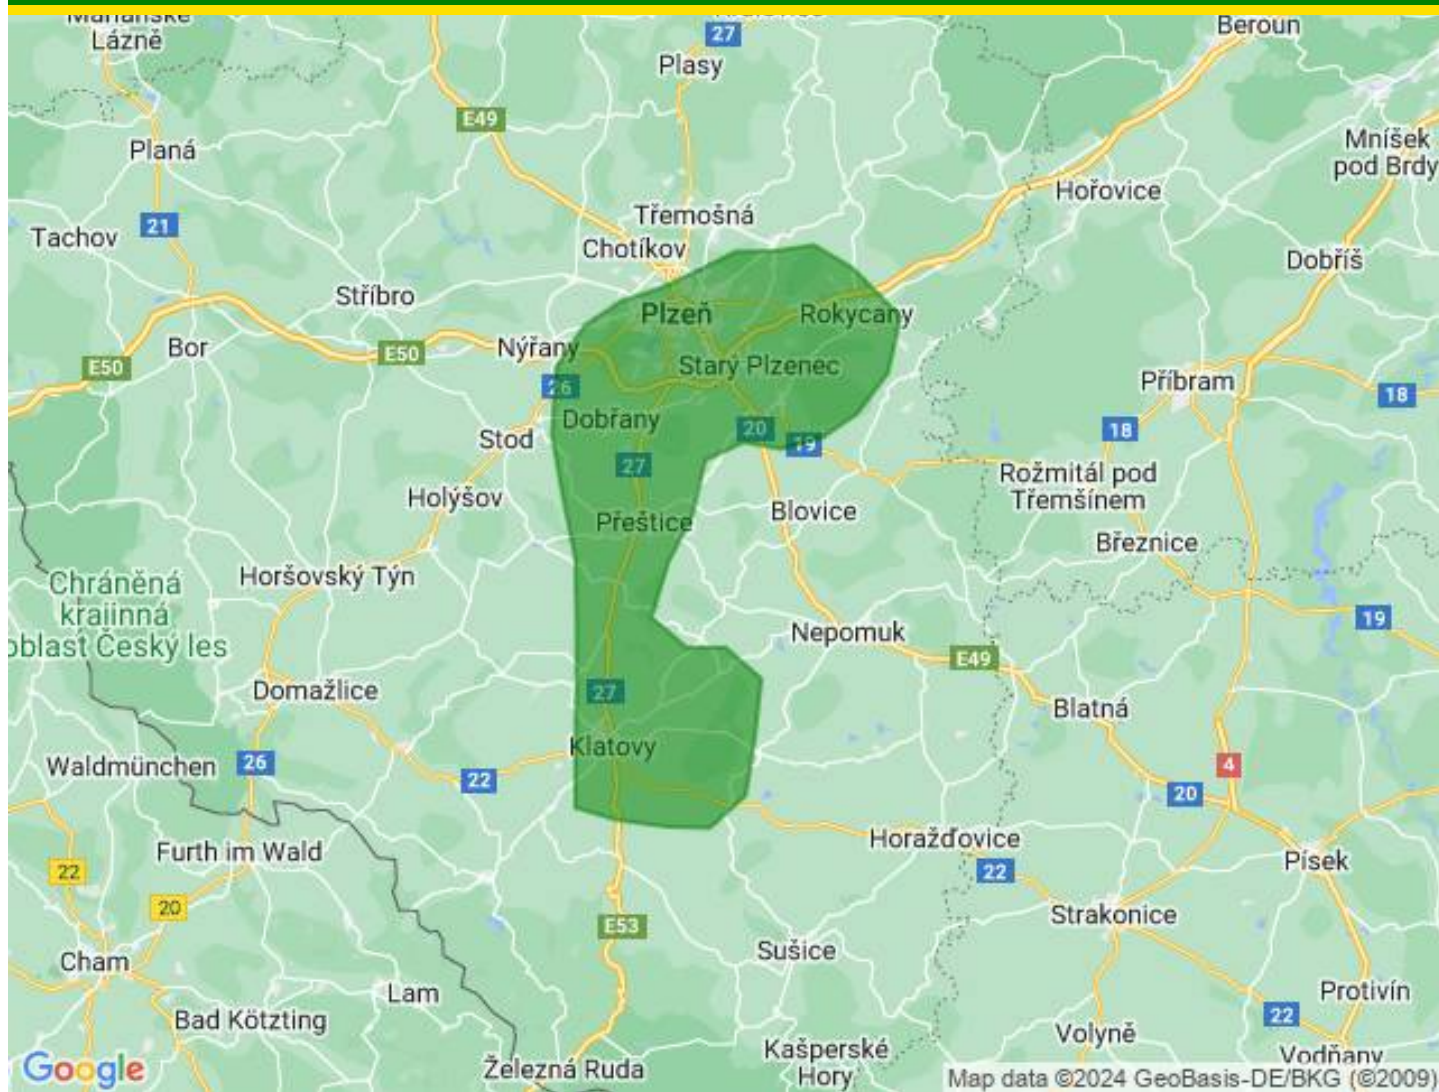 Mariánské
Lázně
27
Plasy
Beroun
E49
Planá
Mníšek
pod Brdy
Hořovice
Třemošná
21
Tachov
Chotíkov
Dobříš
Stříbro
Plzeň
Rokycany
Bor
E50
E50
Nýřany
Starý Plzenec
26
Příbram
18
Dobřany
20
19
18
Stod
27
Rožmitál pod
Třemšínem
Holýšov
Přeštice
Blovice
Březnice
Horšovský Týn
Chráněná
krajinná
oblast Český les
19
Nepomuk
E49
Domažlice
27
Blatná
Klatovy
Waldmünchen
26
22
4
20
Furth im Wald
Horažďovice
22
22
Písek
20
Strakonice
E53
Sušice
Cham
Lam
Protivín
Bad Kötzting
22
Volyně
Kašperské
Hory
Vodňany
Železná Ruda
Google
Map data ©2024 GeoBasis-DE/BKG (©2009)